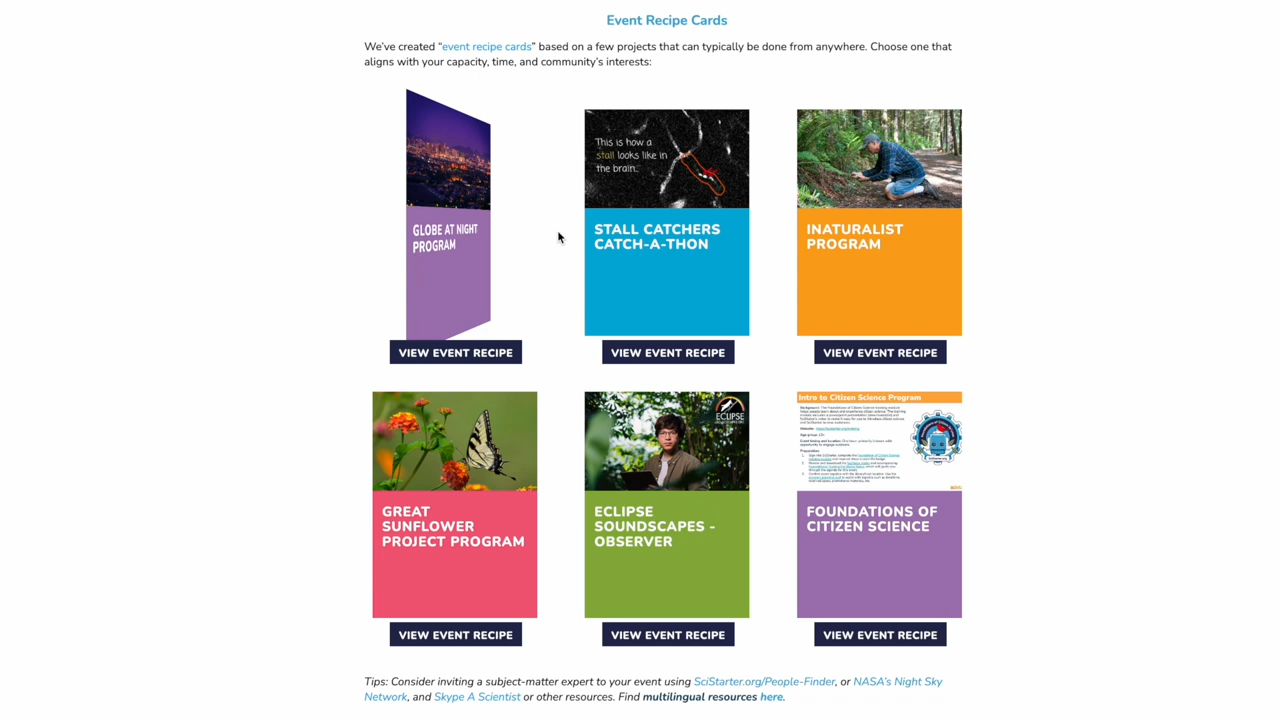 Event Recipe Cards
We've created “event recipe cards” based on a few projects that can typically be done from anywhere. Choose one that
aligns with your capacity, time, and community's interests:
GLOBE AT NIGHT
PROGRAM
This is how a
stall looks like in
the brain..
STALL CATCHERS
CATCH-A-THON
INATURALIST
PROGRAM
VIEW EVENT RECIPE
VIEW EVENT RECIPE
VIEW EVENT RECIPE
GREAT
SUNFLOWER
PROJECT PROGRAM
ECLIPSE
ECLIPSE
SOUNDSCAPES -
OBSERVER
Intro to Citizen Science Program
FOUNDATIONS OF
CITIZEN SCIENCE
VIEW EVENT RECIPE
VIEW EVENT RECIPE
VIEW EVENT RECIPE
Tips: Consider inviting a subject-matter expert to your event using SciStarter.org/People-Finder, or NASA's Night Sky
Network, and Skype A Scientist or other resources. Find multilingual resources here.